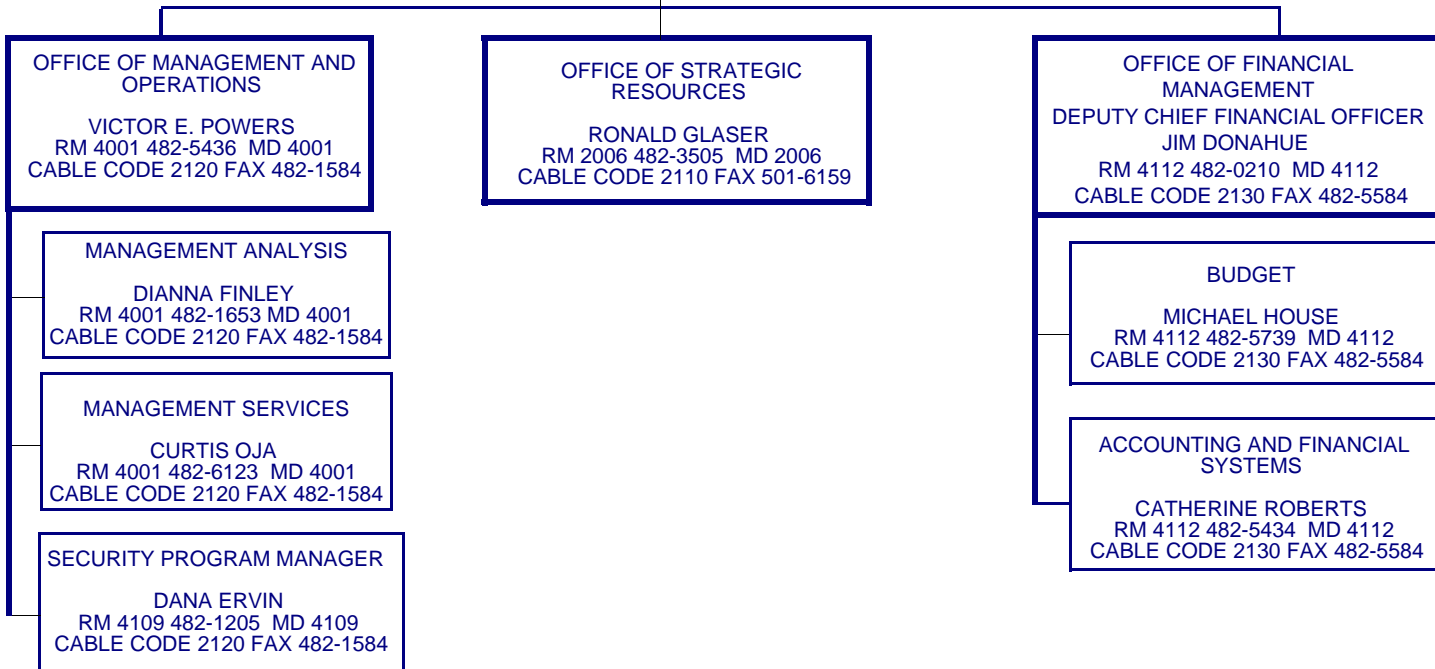 OFFICE OF MANAGEMENT AND
OPERATIONS
VICTOR E. POWERS
RM 4001 482-5436 MD 4001
CABLE CODE 2120 FAX 482-1584
MANAGEMENT ANALYSIS
DIANNA FINLEY
RM 4001 482-1653 MD 4001
CABLE CODE 2120 FAX 482-1584
MANAGEMENT SERVICES
CURTIS OJA
RM 4001 482-6123 MD 4001
CABLE CODE 2120 FAX 482-1584
SECURITY PROGRAM MANAGER
DANA ERVIN
RM 4109 482-1205 MD 4109
CABLE CODE 2120 FAX 482-1584
OFFICE OF STRATEGIC
RESOURCES
RONALD GLASER
RM 2006 482-3505 MD 2006
CABLE CODE 2110 FAX 501-6159
OFFICE OF FINANCIAL
MANAGEMENT
DEPUTY CHIEF FINANCIAL OFFICER
JIM DONAHUE
RM 4112 482-0210 MD 4112
CABLE CODE 2130 FAX 482-5584
BUDGET
MICHAEL HOUSE
RM 4112 482-5739 MD 4112
CABLE CODE 2130 FAX 482-5584
ACCOUNTING AND FINANCIAL
SYSTEMS
CATHERINE ROBERTS
RM 4112 482-5434 MD 4112
CABLE CODE 2130 FAX 482-5584